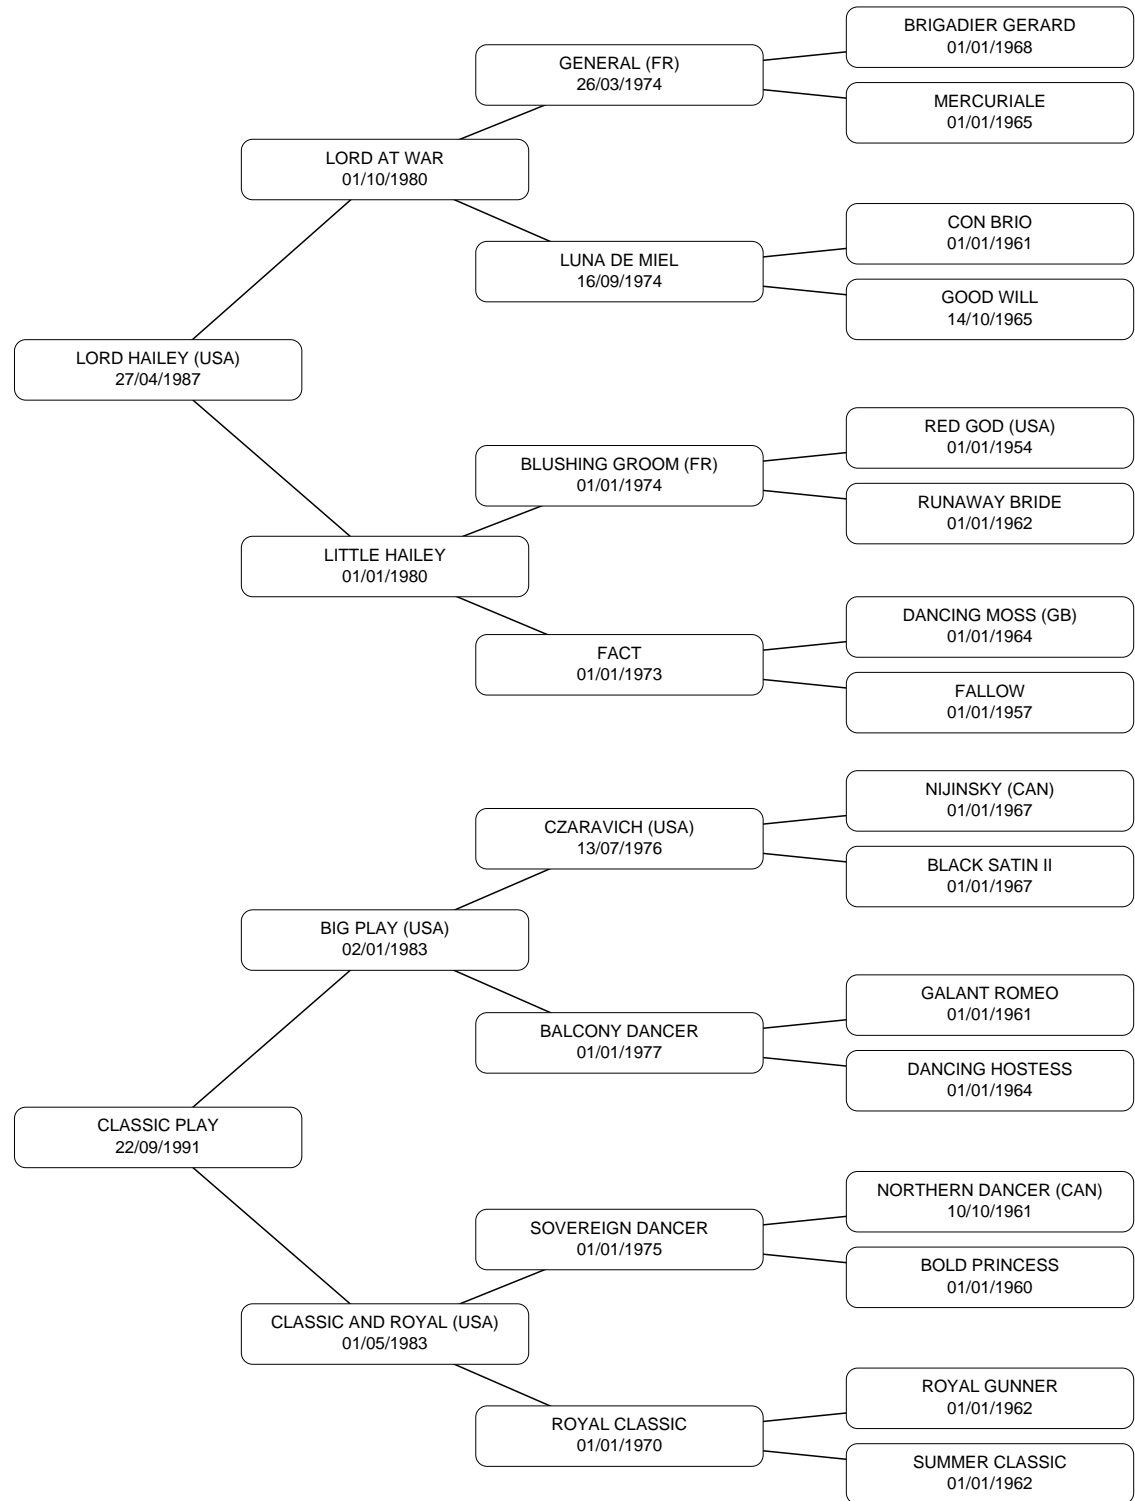 BRIGADIER GERARD
01/01/1968
GENERAL (FR)
26/03/1974
MERCURIALE
01/01/1965
LORD AT WAR
01/10/1980
CON BRIO
01/01/1961
LUNA DE MIEL
16/09/1974
GOOD WILL
14/10/1965
LORD HAILEY (USA)
27/04/1987
RED GOD (USA)
01/01/1954
BLUSHING GROOM (FR)
01/01/1974
RUNAWAY BRIDE
01/01/1962
LITTLE HAILEY
01/01/1980
DANCING MOSS (GB)
01/01/1964
FACT
01/01/1973
FALLOW
01/01/1957
NIJINSKY (CAN)
01/01/1967
CZARAVICH (USA)
13/07/1976
BLACK SATIN II
01/01/1967
BIG PLAY (USA)
02/01/1983
GALANT ROMEO
01/01/1961
BALCONY DANCER
01/01/1977
DANCING HOSTESS
01/01/1964
CLASSIC PLAY
22/09/1991
NORTHERN DANCER (CAN)
10/10/1961
SOVEREIGN DANCER
01/01/1975
BOLD PRINCESS
01/01/1960
CLASSIC AND ROYAL (USA)
01/05/1983
ROYAL GUNNER
01/01/1962
ROYAL CLASSIC
01/01/1970
SUMMER CLASSIC
01/01/1962